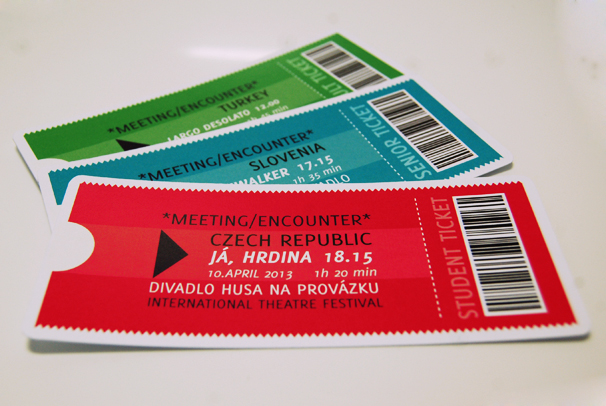 *MEETING/ENCOUNTER*
TURKEY
LARGO DESOLATO 12.00
min
*MEETING/ENCOUNTER*
SLOVENIA
WALKER 17.15
1h 35 min
SENIOR TICKET
*MEETING/ENCOUNTER*
CZECH REPUBLIC
JÁ, HRDINA 18.15
10.APRIL 2013 1h 20 min
DIVADLO HUSA NA PROVÁZKU
INTERNATIONAL THEATRE FESTIVAL
STUDENT TICKET